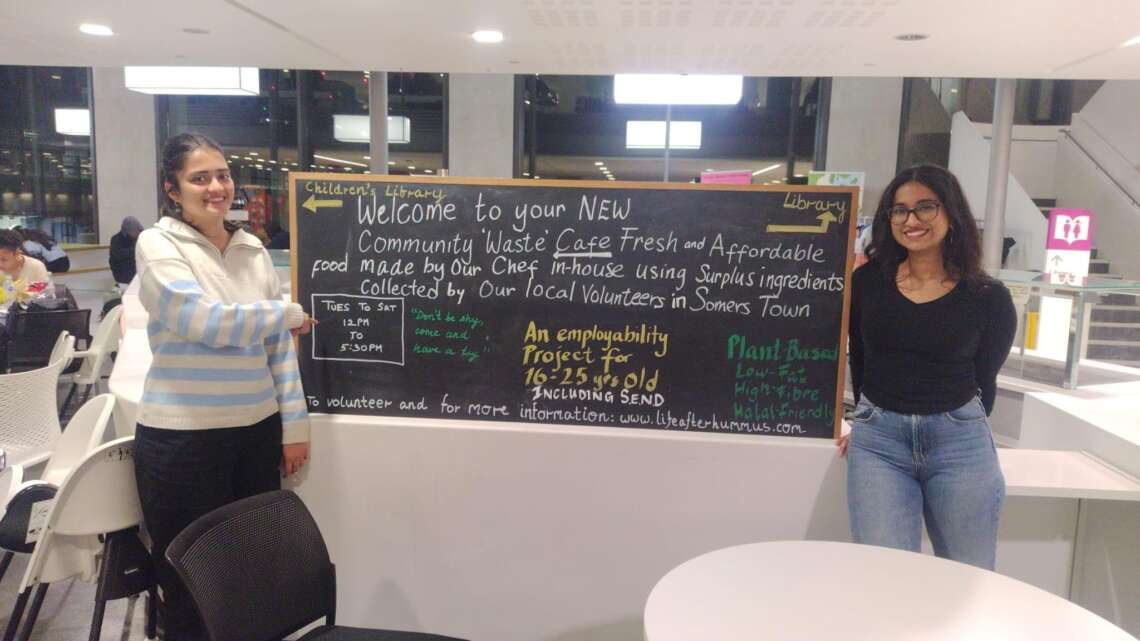 Children's Library
Library
Welcome to your NEW
Community 'Waste' Cafe Fresh and Affordable
food made by Our Chef In-house using Surplus ingredients
Collected by Our local Volunteers in Somers Town
TUES TO SAT
12PM
TO
5:30PM
"Don't be shy,
come and
have a try"
An employability
Project for
16-25 yrs old
INCLUDING S.E.N.D
Plant Based
Low-Fat
High-Fibre
Halal-Friendly
To volunteer and for more information: www.lifeafterhummus.com